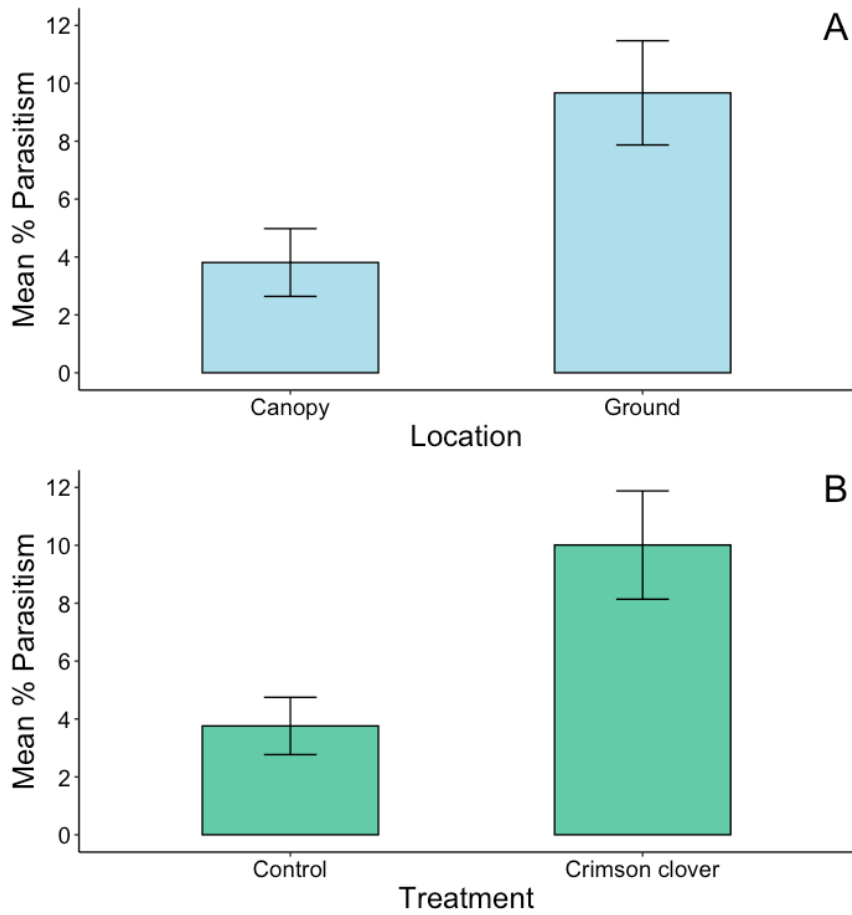 A
12
10
8
6
4
2
0
Mean % Parasitism
Canopy Ground
Location
B
12
10
8
6
4
2
0
Mean % Parasitism
Control Crimson clover
Treatment